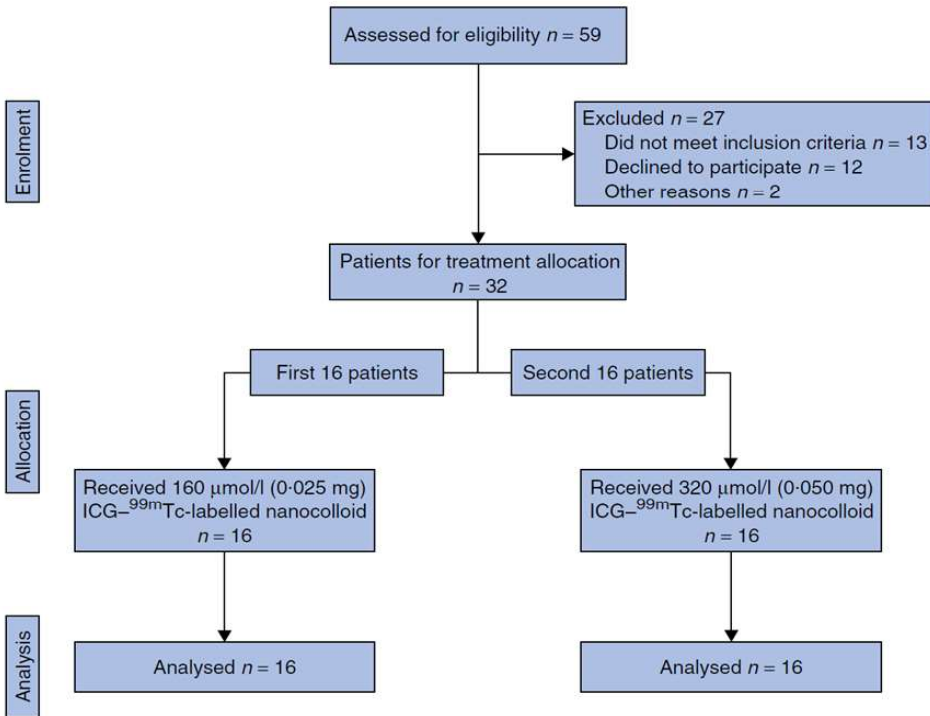 Assessed for eligibility n = 59
Enrolment
Excluded n = 27
Did not meet inclusion criteria n = 13
Declined to participate n = 12
Other reasons n = 2
Patients for treatment allocation
n = 32
First 16 patients
Second 16 patients
Allocation
Received 160 μmol/l (0·025 mg)
ICG–99mTc-labelled nanocolloid
n = 16
Received 320 μmol/l (0·050 mg)
ICG–99mTc-labelled nanocolloid
n = 16
Analysis
Analysed n = 16
Analysed n = 16